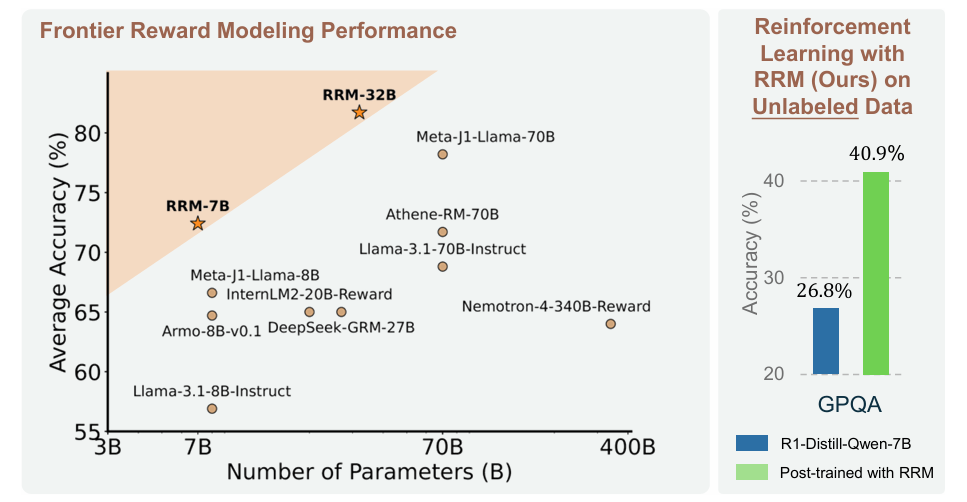 Frontier Reward Modeling Performance
Average Accuracy (%)
80
75
70
65
60
55
RRM-32B
Meta-J1-Llama-70B
RRM-7B
Athene-RM-70B
Llama-3.1-70B-Instruct
Meta-J1-Llama-8B
InternLM2-20B-Reward
Nemotron-4-340B-Reward
Armo-8B-v0.1
DeepSeek-GRM-27B
Llama-3.1-8B-Instruct
3B
7B
70B
400B
Number of Parameters (B)
Reinforcement
Learning with
RRM (Ours) on
Unlabeled Data
Accuracy (%)
40
30
20
40.9%
26.8%
GPQA
R1-Distill-Qwen-7B
Post-trained with RRM